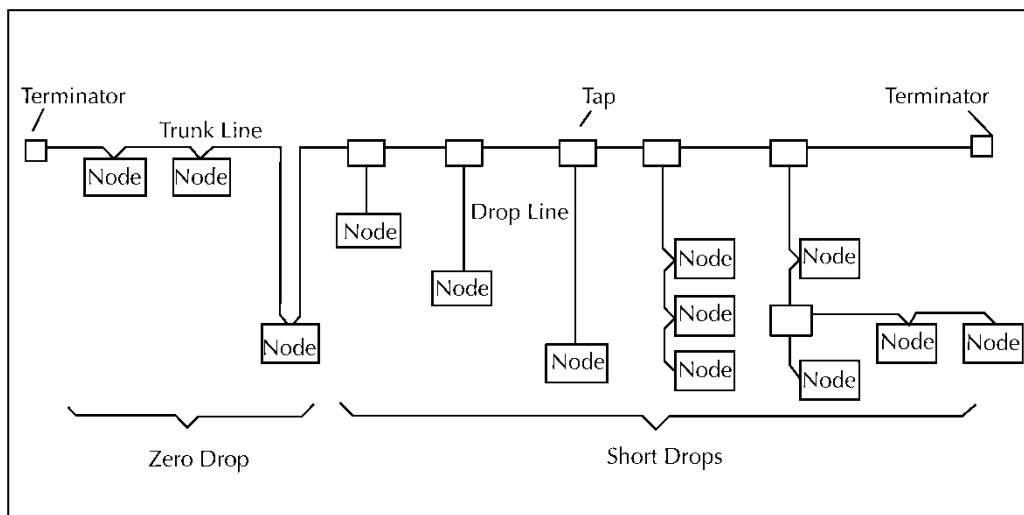 Terminator
Tap
Terminator
Trunk Line
Node
Node
Node
Drop Line
Node
Node
Node
Node
Node
Node
Node
Node
Node
Node
Node
Zero Drop
Short Drops